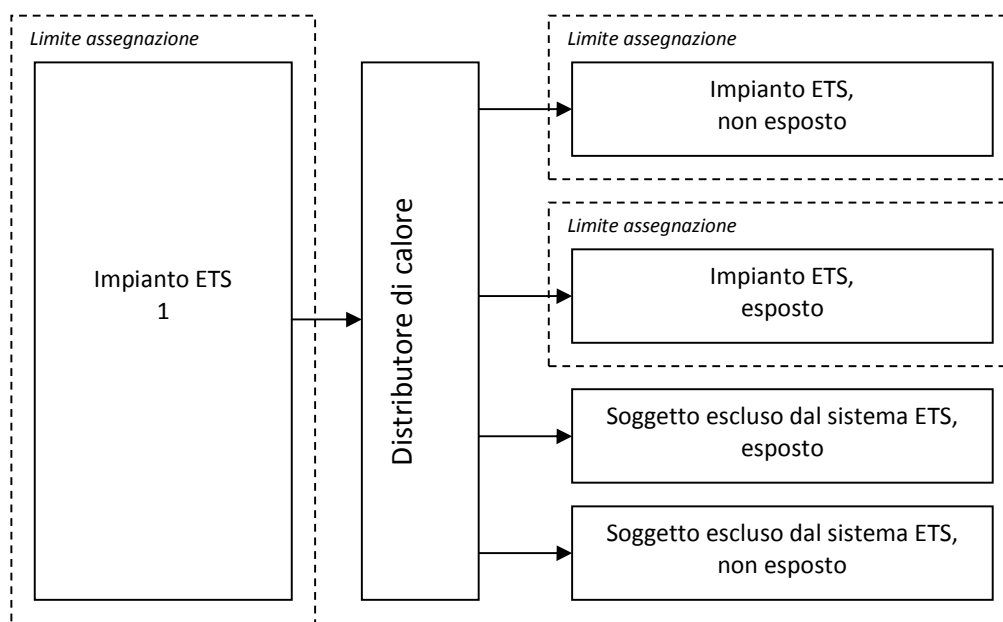 Limite assegnazione
Impianto ETS
1
Distributore di calore
Limite assegnazione
Impianto ETS,
non esposto
Limite assegnazione
Impianto ETS,
esposto
Soggetto escluso dal sistema ETS,
esposto
Soggetto escluso dal sistema ETS,
non esposto